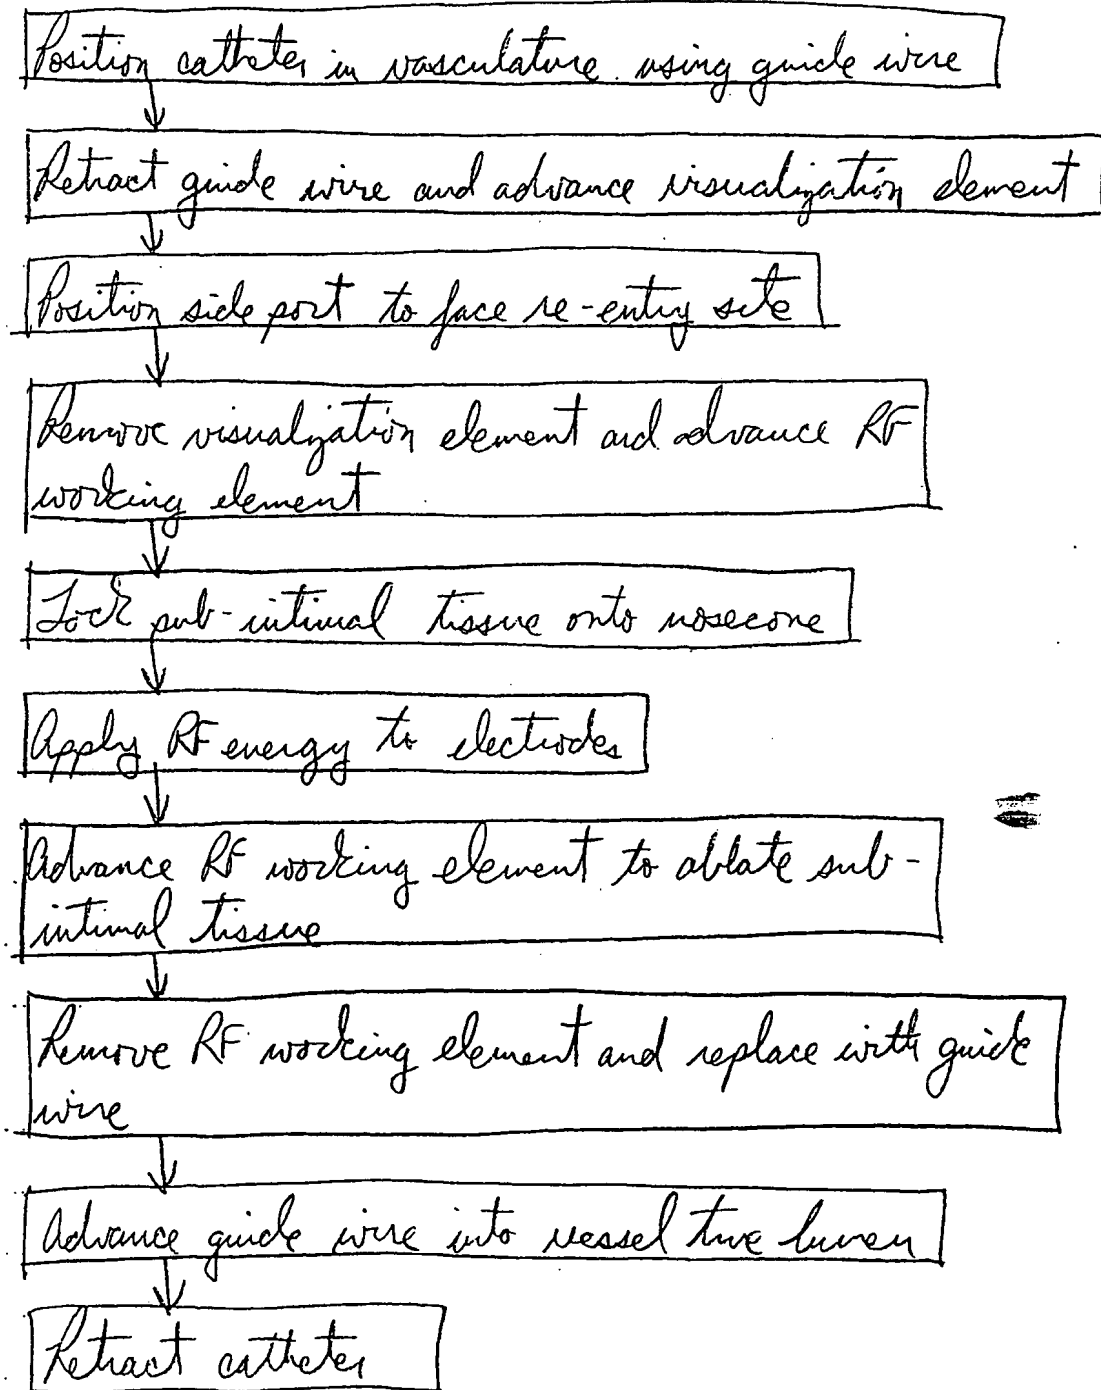 Position catheter in vasculature using guide wire
Retract guide wire and advance visualization element
Position side port to face re-entry site
Remove visualization element and advance RF
working element
Lock sub-intimal tissue onto nosecone
Apply RF energy to electrodes
Advance RF working element to ablate sub-
intimal tissue
Remove RF working element and replace with guide
wire
Advance guide wire into vessel true lumen
Retract catheter